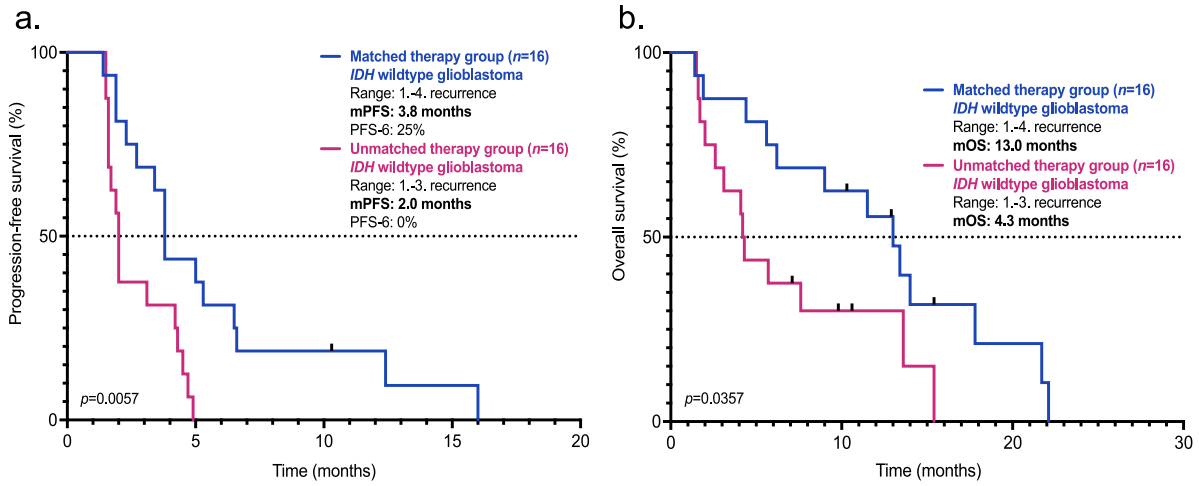 a.
Progression-free survival (%)
100
50
0
Matched therapy group (n=16)
IDH wildtype glioblastoma
Range: 1.-4. recurrence
mPFS: 3.8 months
PFS-6: 25%
Unmatched therapy group (n=16)
IDH wildtype glioblastoma
Range: 1.-3. recurrence
mPFS: 2.0 months
PFS-6: 0%
p=0.0057
0 5 10 15 20
Time (months)
b.
Overall survival (%)
100
50
0
Matched therapy group (n=16)
IDH wildtype glioblastoma
Range: 1.-4. recurrence
mOS: 13.0 months
Unmatched therapy group (n=16)
IDH wildtype glioblastoma
Range: 1.-3. recurrence
mOS: 4.3 months
p=0.0357
0 10 20 30
Time (months)